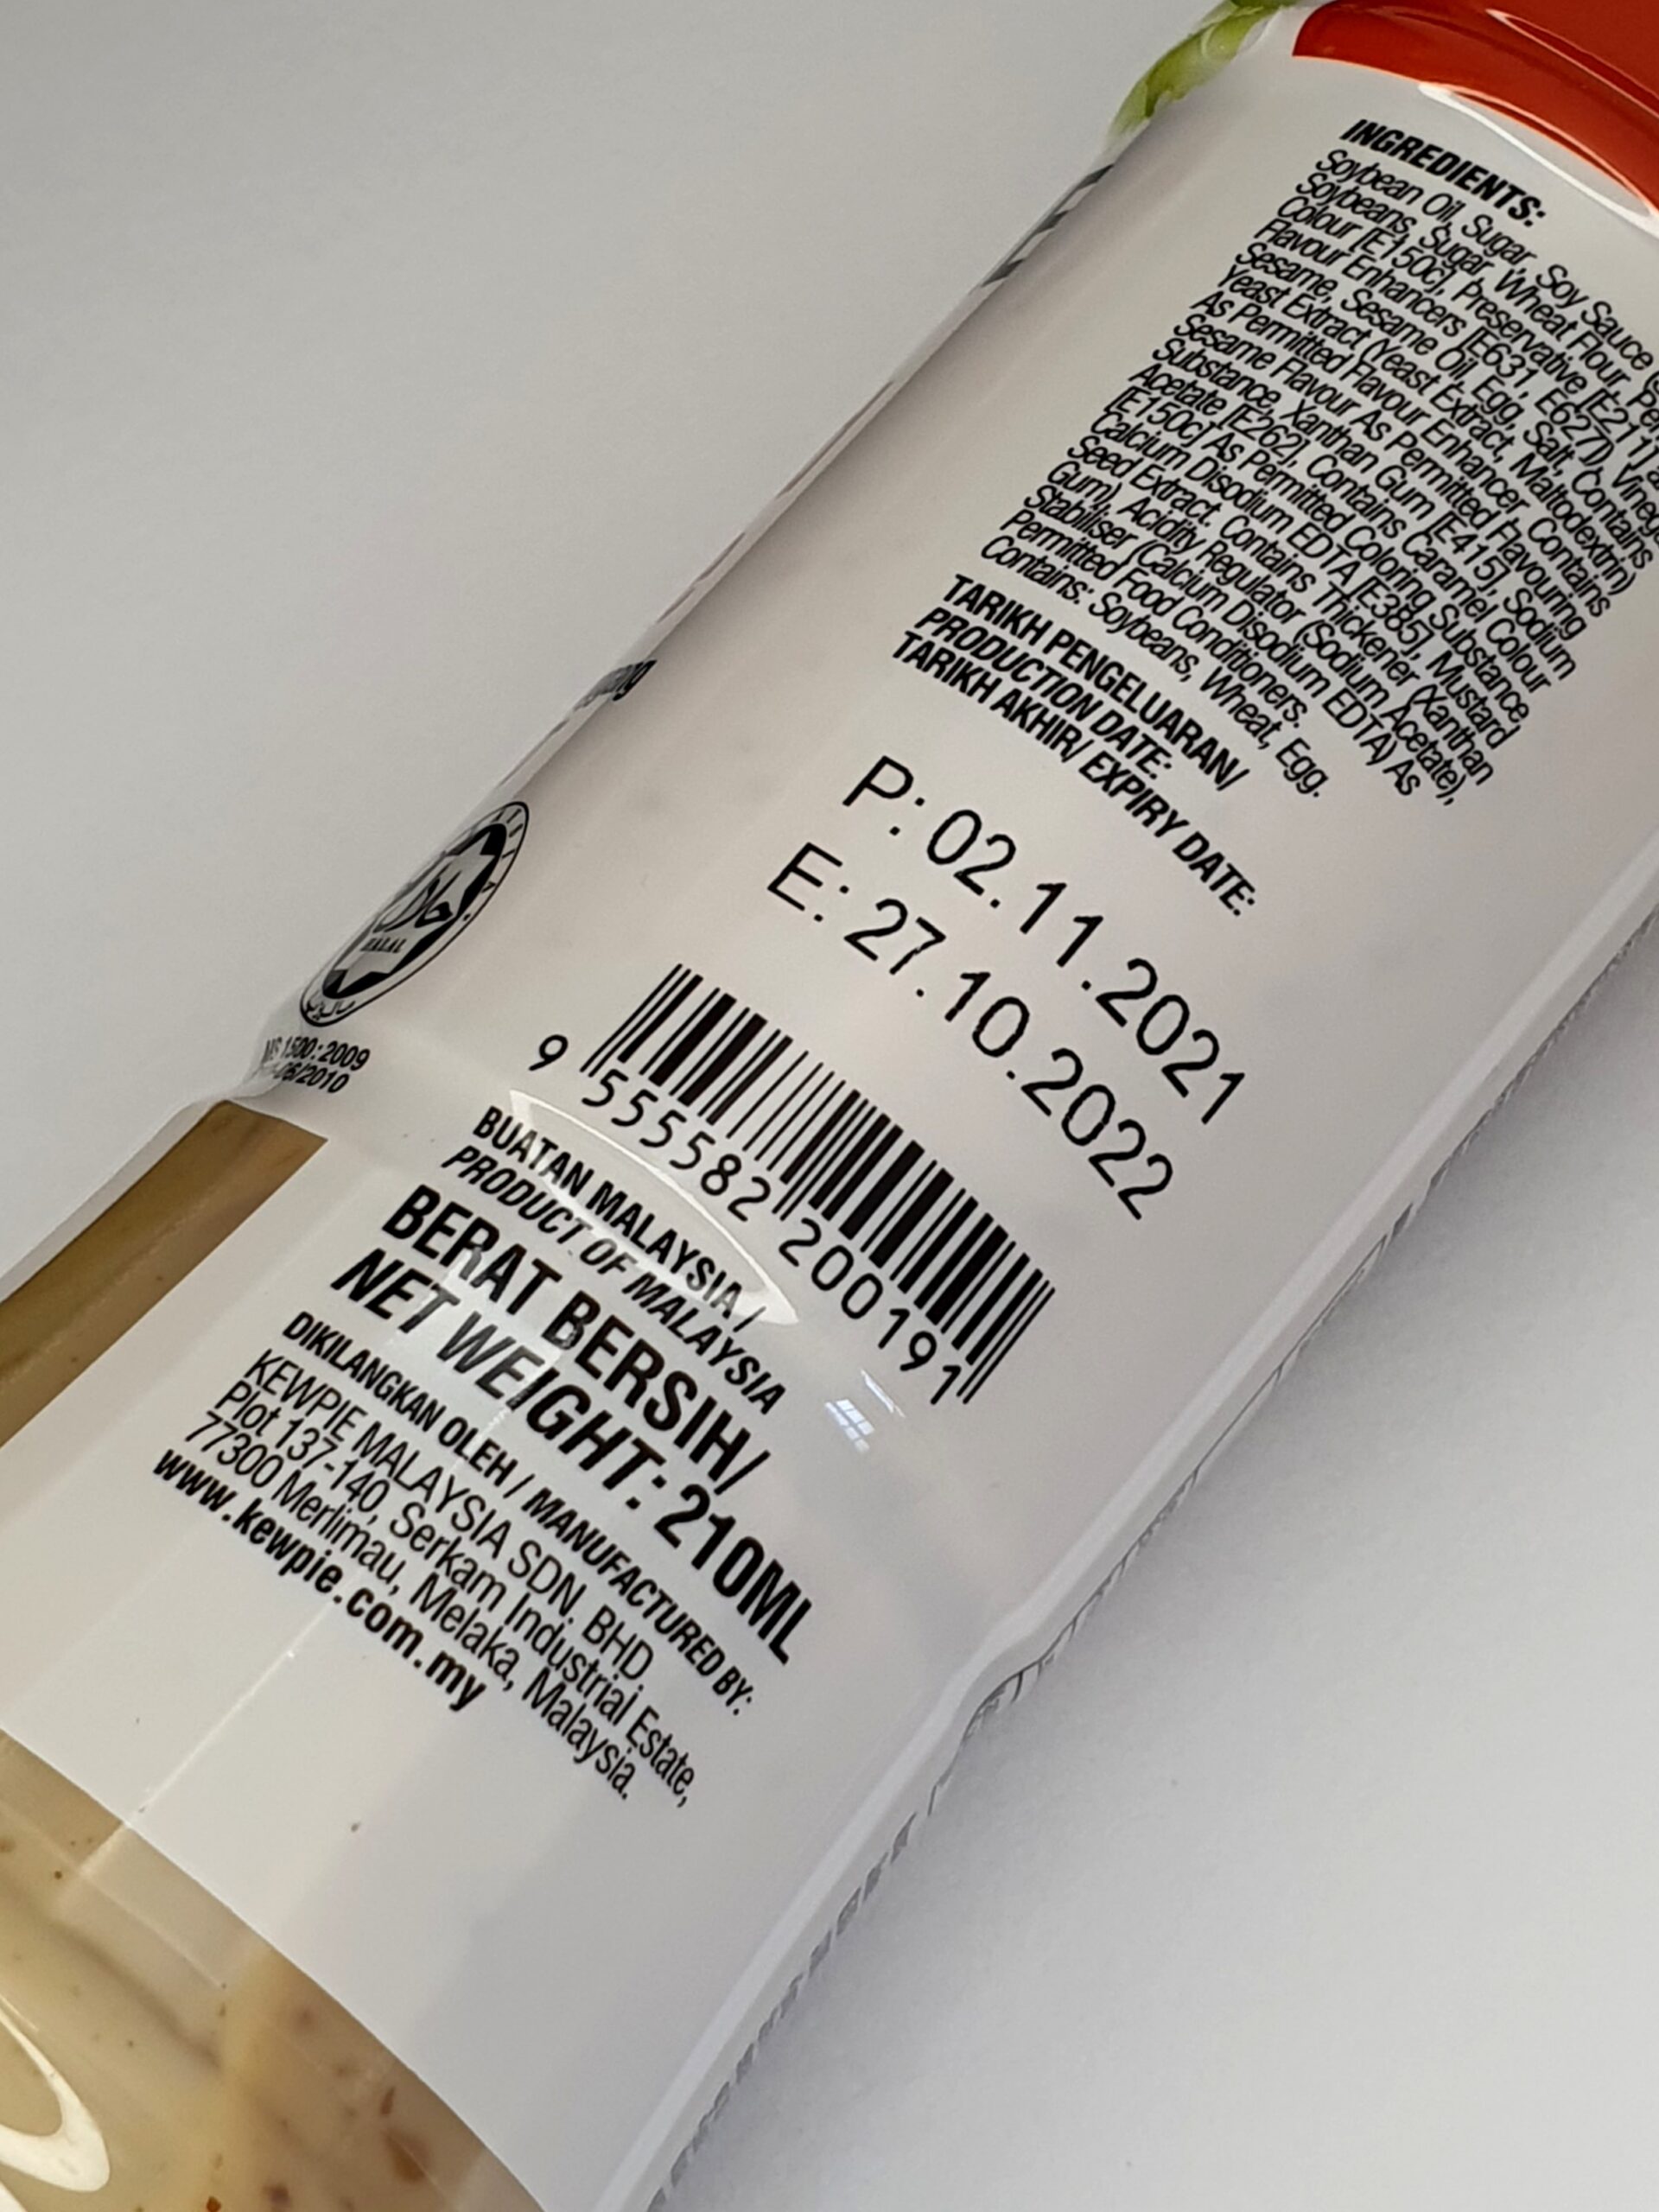 INGREDIENTS:
Soybean Oil, Sugar, Soy Sauce
Soybeans, Sugar, Wheat Flour,
Colour [E150c], Preservative [E211]
Flavour Enhancers [E631, E627]),
Sesame, Sesame Oil, Egg, Salt, Contains
Yeast Extract (Yeast Extract, Maltodextrin)
As Permitted Flavour Enhancer, Contains
Sesame Flavour As Permitted Flavouring
Substance, Xanthan Gum [E415], Sodium
Acetate [E262], Contains Caramel Colour
[E150c] As Permitted Coloring Substance,
Calcium Disodium EDTA [E385], Mustard
Seed Extract. Contains Thickener (Xanthan
Gum), Acidity Regulator (Sodium Acetate),
Stabiliser (Calcium Disodium EDTA) As
Permitted Food Conditioners.
Contains: Soybeans, Wheat, Egg.
TARIKH PENGELUARAN/
PRODUCTION DATE:
TARIKH AKHIR/ EXPIRY DATE:
P: 02.11.2021
E: 27.10.2022
حلال
HALAL
MS 1500:2009
9 555582 200191
BUATAN MALAYSIA /
PRODUCT OF MALAYSIA
BERAT BERSIH/
NET WEIGHT: 210ML
DIKILANGKAN OLEH / MANUFACTURED BY:
KEWPIE MALAYSIA SDN. BHD.
Plot 137-140, Serkam Industrial Estate,
77300 Merlimau, Melaka, Malaysia.
www.kewpie.com.my